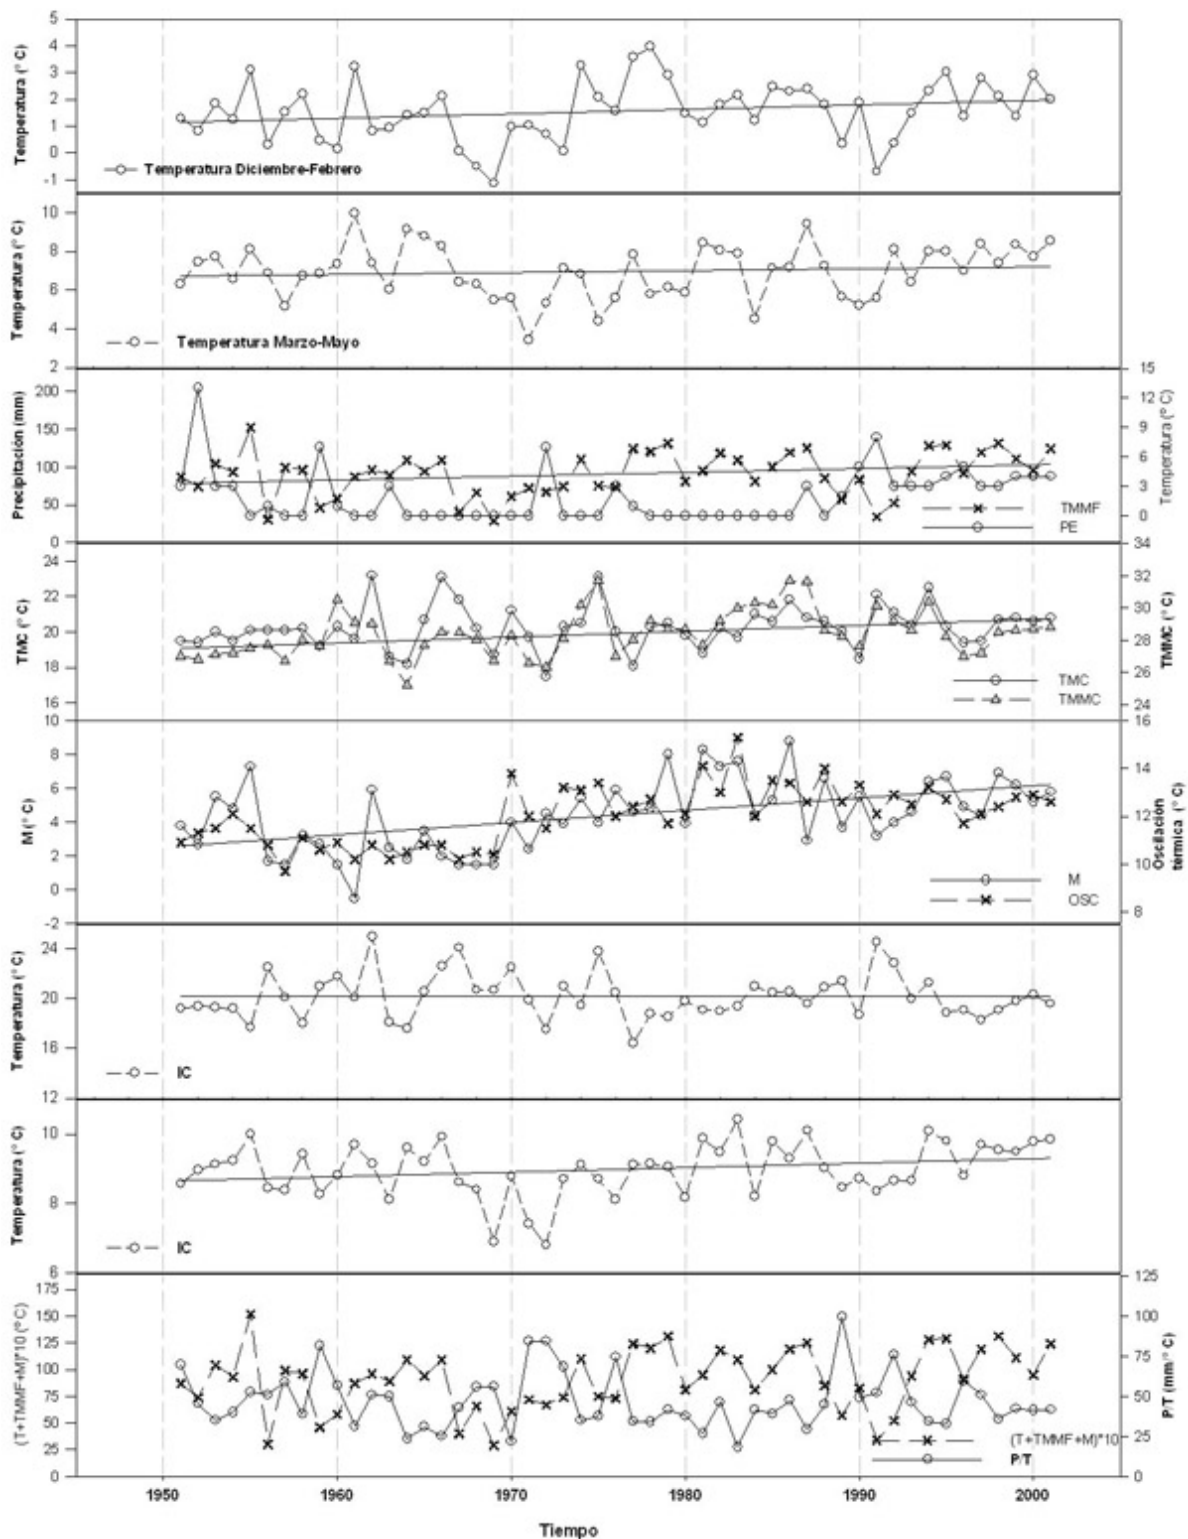 5
4
3
2
1
0
-1
Temperatura (° C)
Temperatura Diciembre-Febrero
10
8
6
4
2
Temperatura (° C)
Temperatura Marzo-Mayo
200
150
100
50
0
Precipitación (mm)
15
12
9
6
3
0
Temperatura (° C)
TMMF
PE
24
22
20
18
16
TMC (° C)
34
32
30
28
26
24
TMMC (° C)
TMC
TMMC
10
8
6
4
2
0
-2
M (° C)
16
14
12
10
8
Oscilación
térmica (° C)
M
OSC
24
20
16
12
Temperatura (° C)
IC
10
8
6
Temperatura (° C)
IC
175
150
125
100
75
50
25
0
(T+TMMF+M)*10 (°C)
125
100
75
50
25
0
P/T (mm/° C)
(T+TMMF+M)*10
P/T
1950 1960 1970 1980 1990 2000
Tiempo